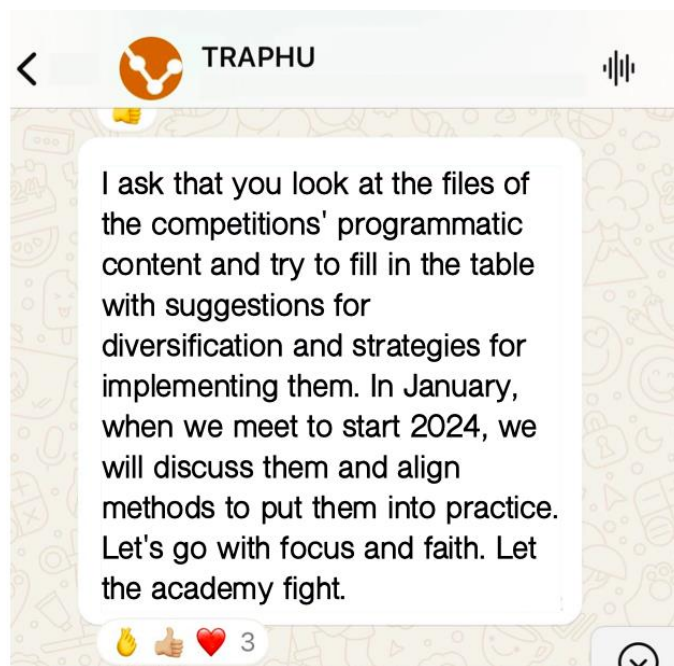 TRAPHU
I ask that you look at the files of
the competitions' programmatic
content and try to fill in the table
with suggestions for
diversification and strategies for
implementing them. In January,
when we meet to start 2024, we
will discuss them and align
methods to put them into practice.
Let's go with focus and faith. Let
the academy fight.
3